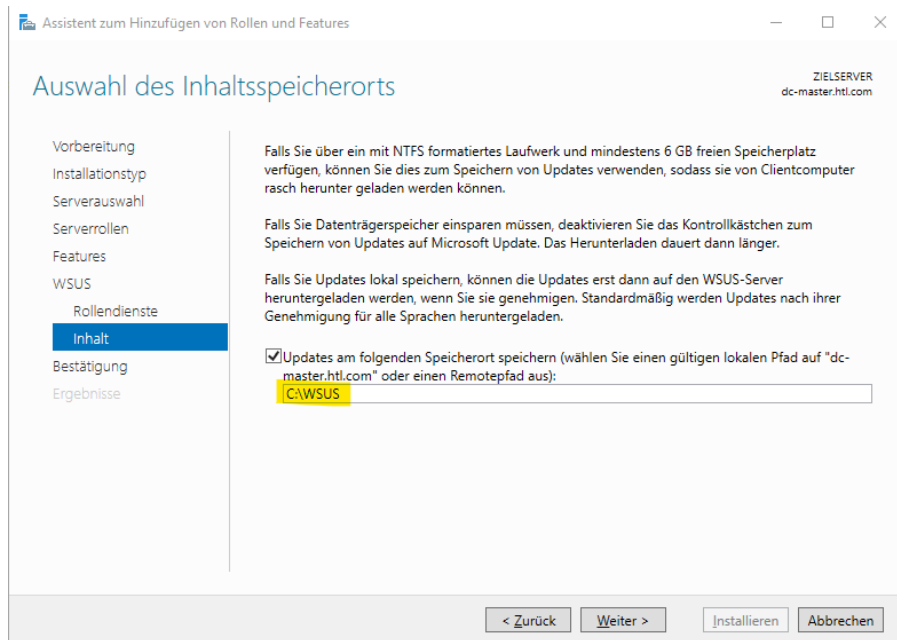 Assistent zum Hinzufügen von Rollen und Features
Auswahl des Inhaltsspeicherorts
ZIELSERVER
dc-master.htl.com
Vorbereitung
Installationstyp
Serverauswahl
Serverrollen
Features
WSUS
Rollendienste
Inhalt
Bestätigung
Ergebnisse
Falls Sie über ein mit NTFS formatiertes Laufwerk und mindestens 6 GB freien Speicherplatz
verfügen, können Sie dies zum Speichern von Updates verwenden, sodass sie von Clientcomputer
rasch herunter geladen werden können.
Falls Sie Datenträgerspeicher einsparen müssen, deaktivieren Sie das Kontrollkästchen zum
Speichern von Updates auf Microsoft Update. Das Herunterladen dauert dann länger.
Falls Sie Updates lokal speichern, können die Updates erst dann auf den WSUS-Server
heruntergeladen werden, wenn Sie sie genehmigen. Standardmäßig werden Updates nach ihrer
Genehmigung für alle Sprachen heruntergeladen.
Updates am folgenden Speicherort speichern (wählen Sie einen gültigen lokalen Pfad auf "dc-
master.htl.com" oder einen Remotepfad aus):
C:\WSUS
< Zurück
Weiter >
Installieren
Abbrechen